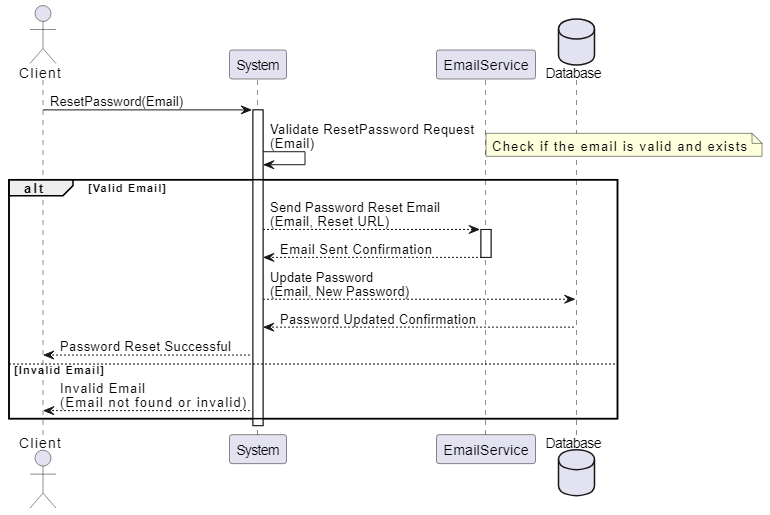 Client
System
EmailService
Database
ResetPassword(Email)
Validate ResetPassword Request
(Email)
Check if the email is valid and exists
alt
[Valid Email]
Send Password Reset Email
(Email, Reset URL)
Email Sent Confirmation
Update Password
(Email, New Password)
Password Updated Confirmation
Password Reset Successful
[Invalid Email]
Invalid Email
(Email not found or invalid)
Client
System
EmailService
Database